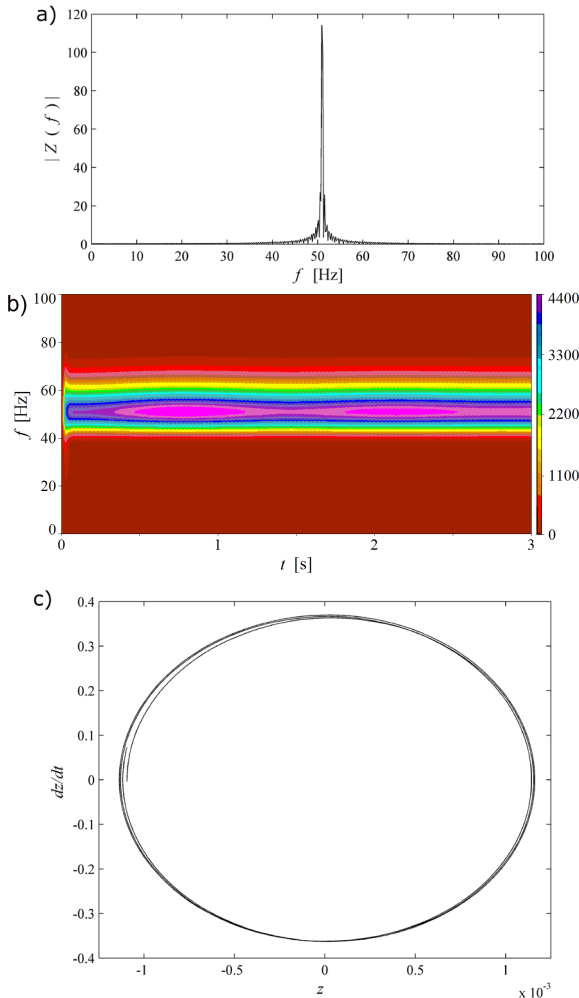 a)
120
100
80
60
40
20
0
| Z ( f ) |
0 10 20 30 40 50 60 70 80 90 100
f [Hz]
b)
100
80
60
40
20
0
f [Hz]
0 1 2 3
t [s]
4400
3300
2200
1100
0
c)
0.4
0.3
0.2
0.1
0
-0.1
-0.2
-0.3
-0.4
dz/dt
-1 -0.5 0 0.5 1
x 10⁻³
z